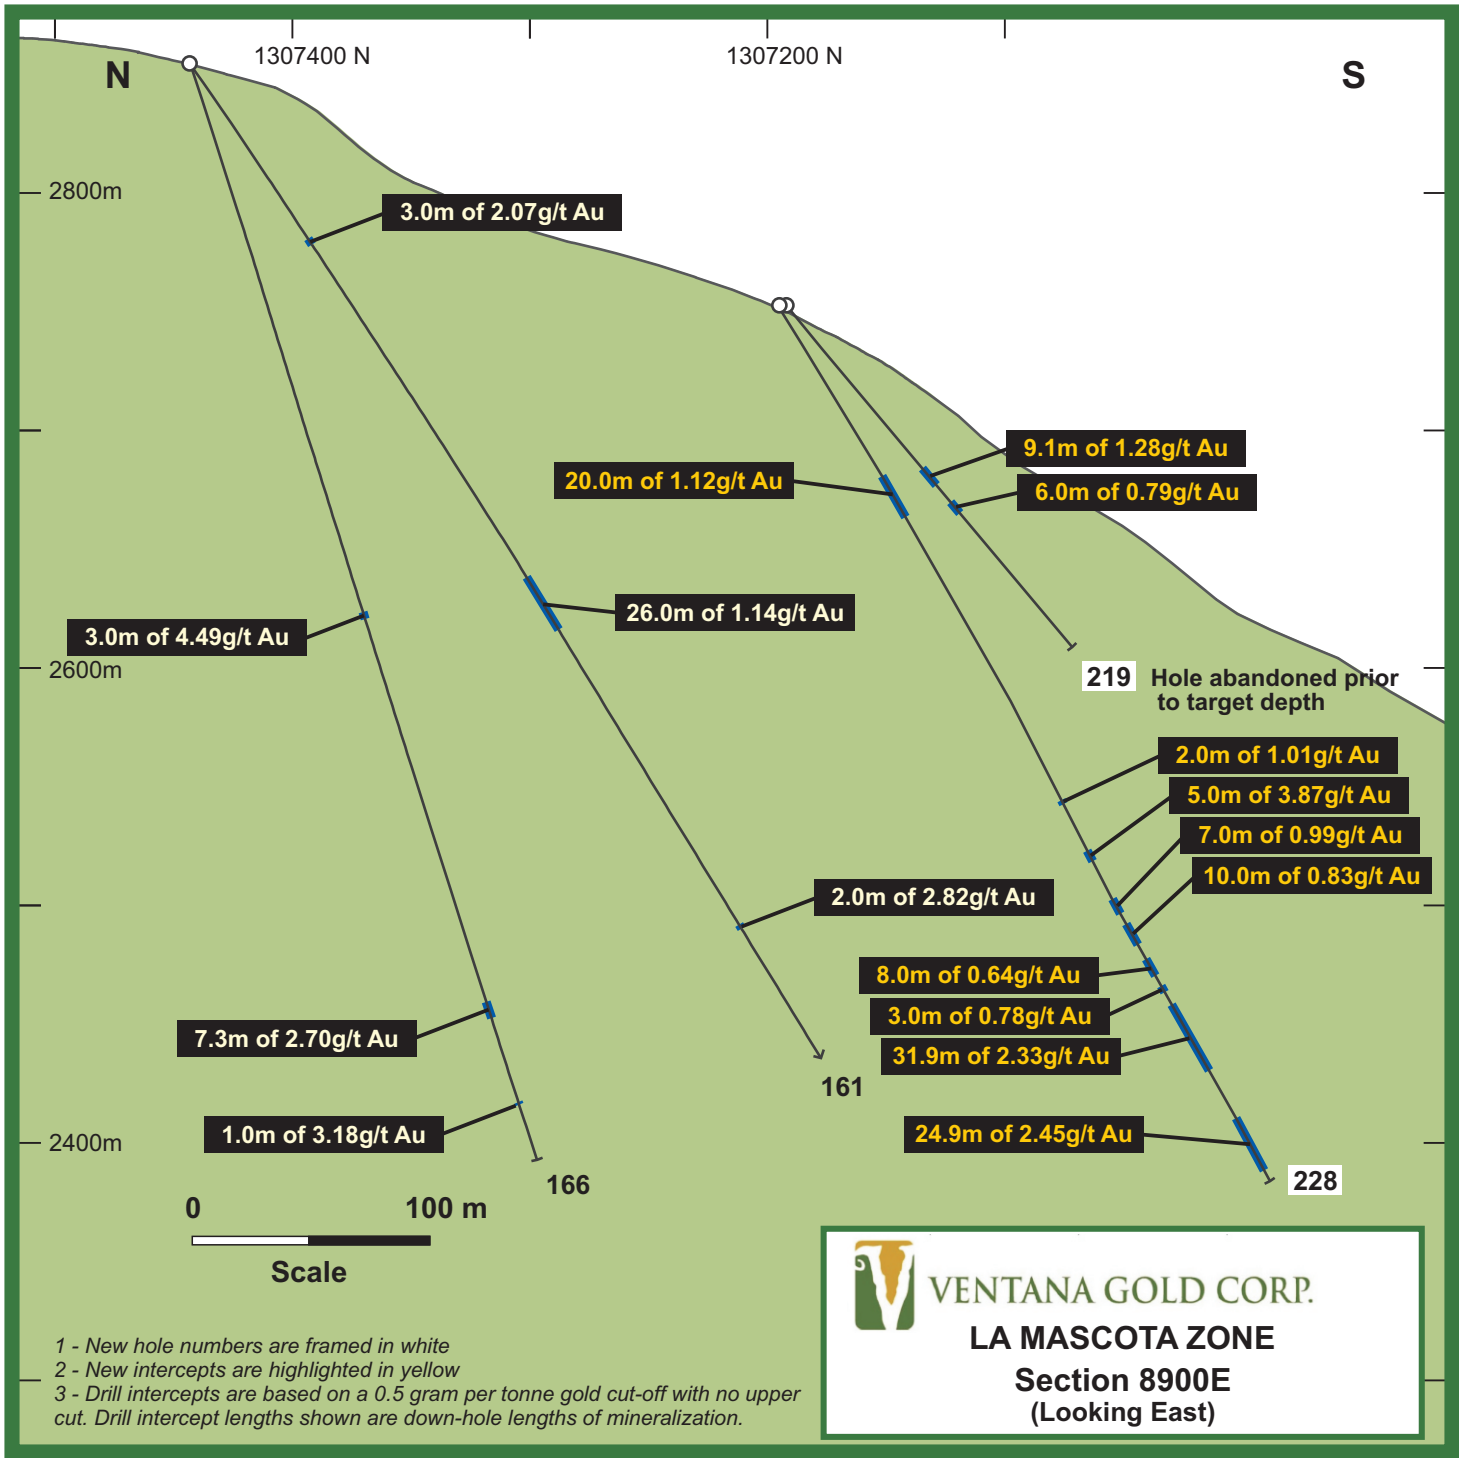 1307400 N
1307200 N
N
S
2800m
3.0m of 2.07g/t Au
9.1m of 1.28g/t Au
20.0m of 1.12g/t Au
6.0m of 0.79g/t Au
26.0m of 1.14g/t Au
3.0m of 4.49g/t Au
2600m
219
Hole abandoned prior
to target depth
2.0m of 1.01g/t Au
5.0m of 3.87g/t Au
7.0m of 0.99g/t Au
10.0m of 0.83g/t Au
2.0m of 2.82g/t Au
8.0m of 0.64g/t Au
3.0m of 0.78g/t Au
7.3m of 2.70g/t Au
31.9m of 2.33g/t Au
161
1.0m of 3.18g/t Au
24.9m of 2.45g/t Au
2400m
166
228
0 100 m
Scale
VENTANA GOLD CORP.
LA MASCOTA ZONE
Section 8900E
(Looking East)
1 - New hole numbers are framed in white
2 - New intercepts are highlighted in yellow
3 - Drill intercepts are based on a 0.5 gram per tonne gold cut-off with no upper
cut. Drill intercept lengths shown are down-hole lengths of mineralization.